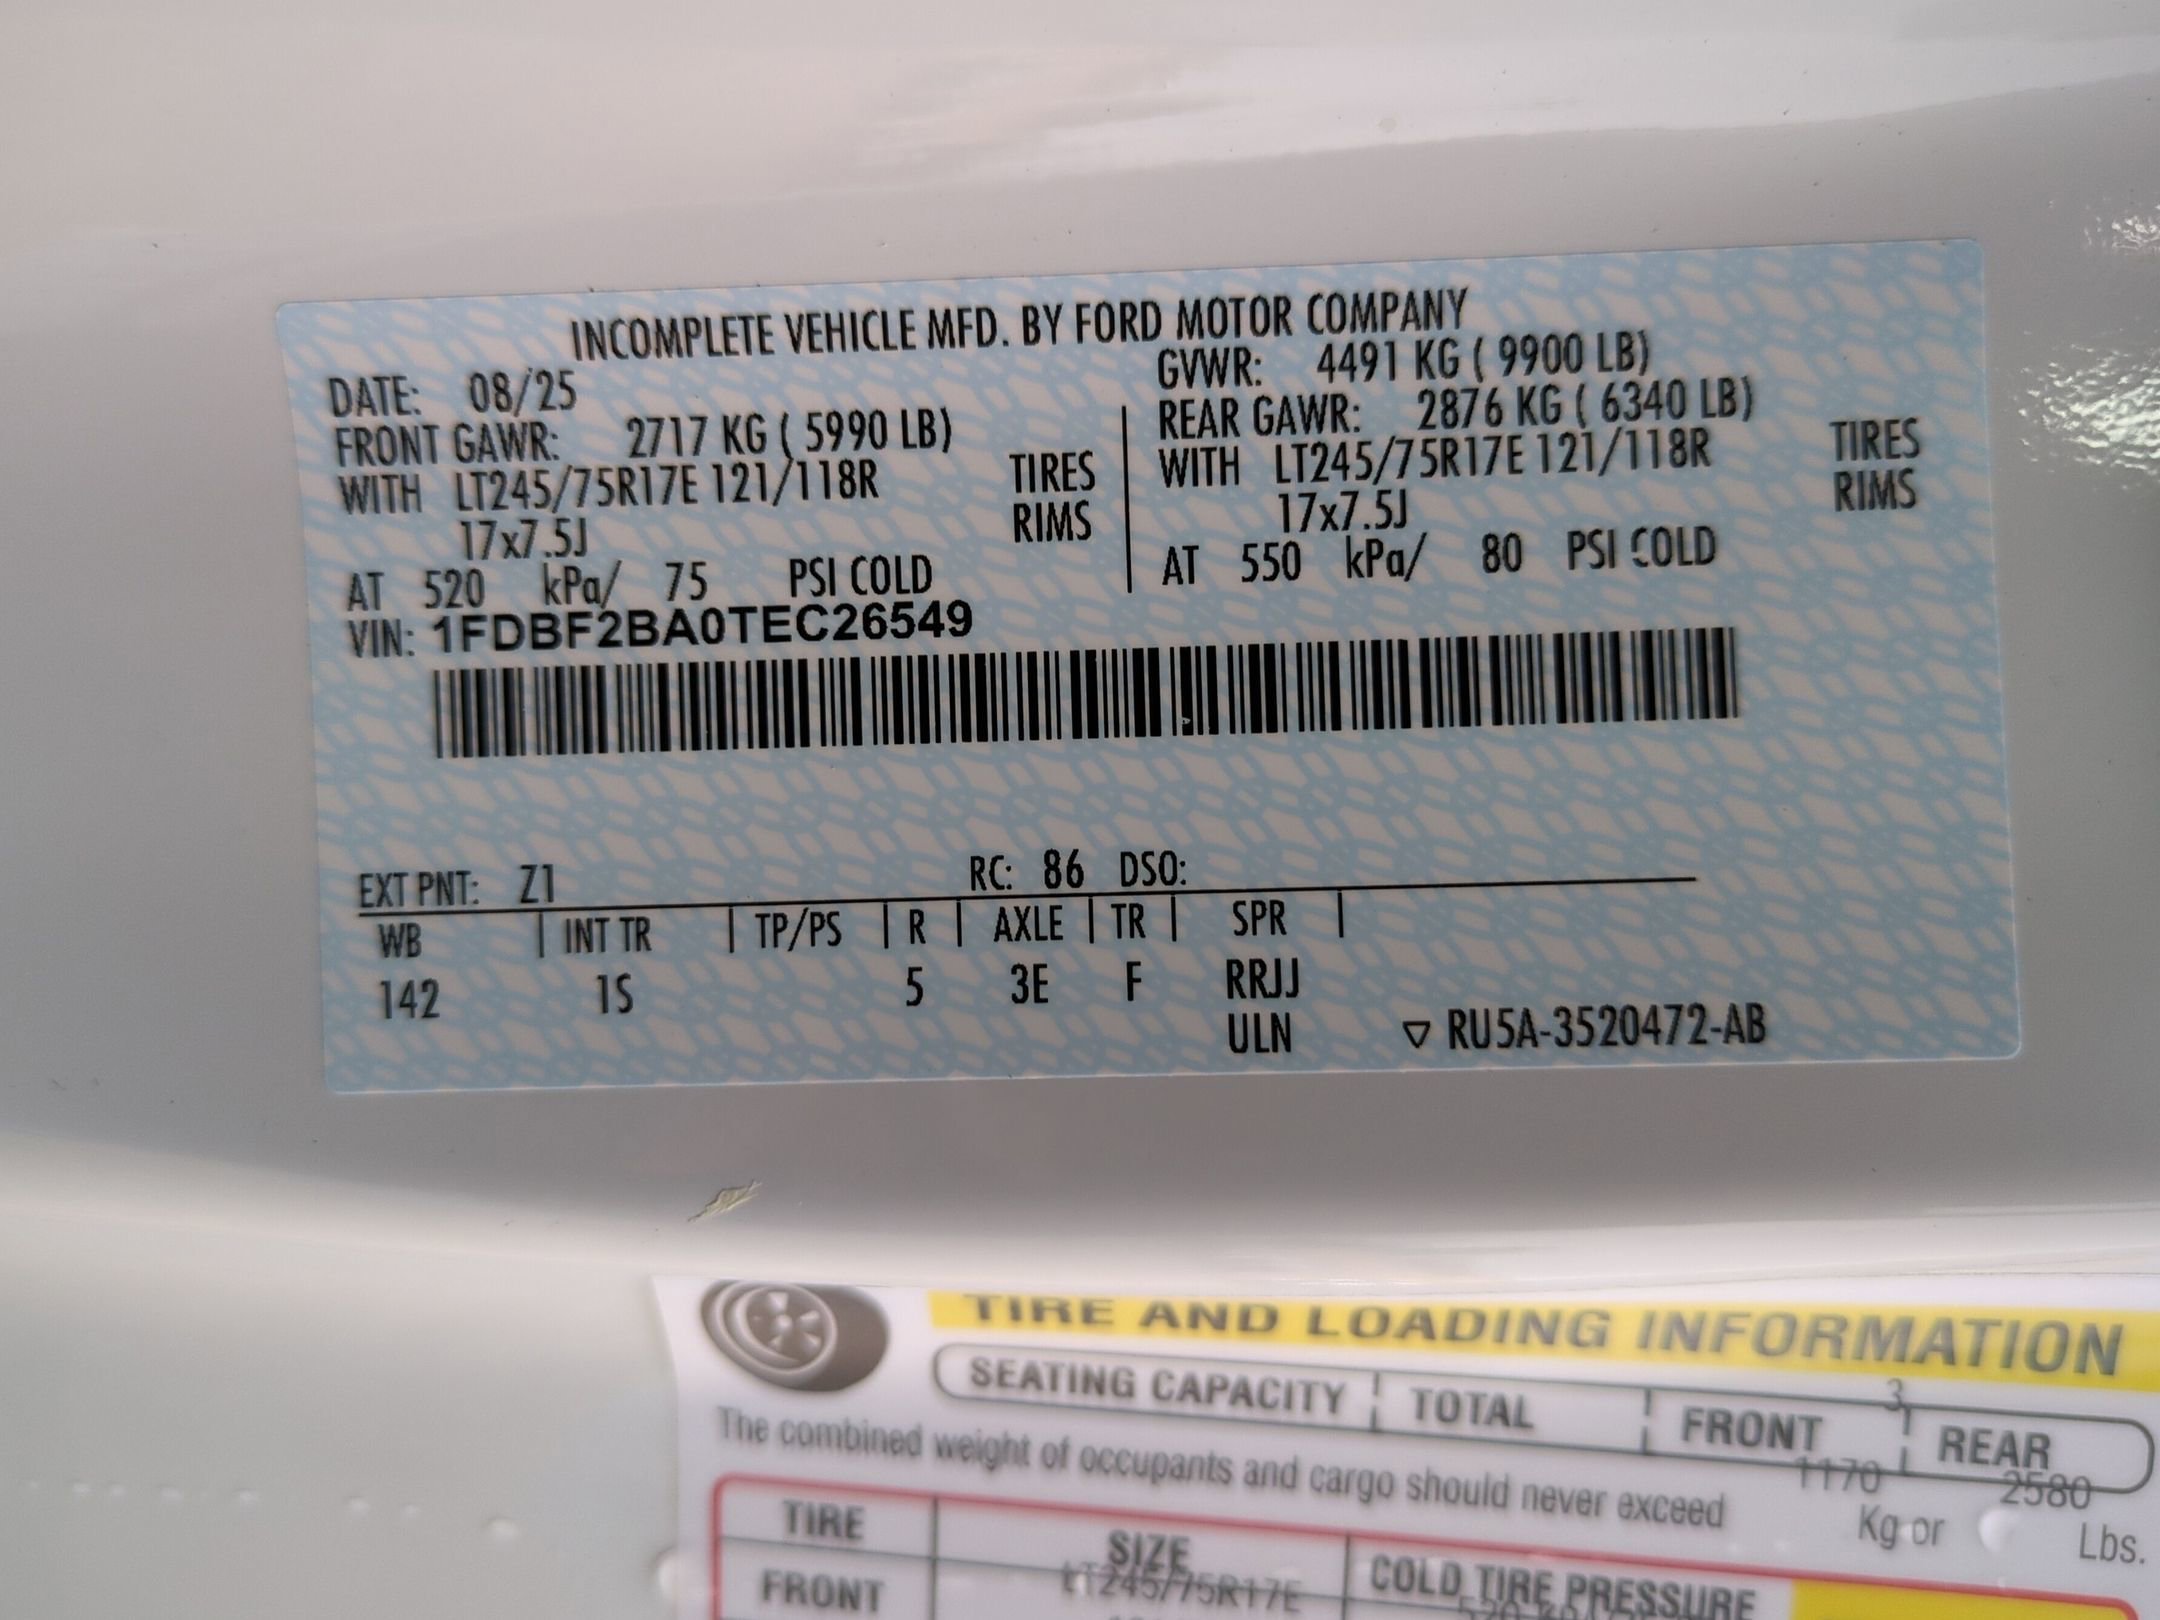 INCOMPLETE VEHICLE MFD. BY FORD MOTOR COMPANY
DATE: 08/25 GVWR: 4491 KG ( 9900 LB)
FRONT GAWR: 2717 KG ( 5990 LB) REAR GAWR: 2876 KG ( 6340 LB)
WITH LT245/75R17E 121/118R TIRES WITH LT245/75R17E 121/118R TIRES
17x7.5J RIMS 17x7.5J RIMS
AT 520 kPa/ 75 PSI COLD AT 550 kPa/ 80 PSI COLD
VIN: 1FDBF2BA0TEC26549
EXT PNT: Z1 RC: 86 DSO:
WB INT TR TP/PS R AXLE TR SPR
142 1S 5 3E F RRJJ
ULN RU5A-3520472-AB
TIRE AND LOADING INFORMATION
SEATING CAPACITY TOTAL 3 FRONT REAR
The combined weight of occupants and cargo should never exceed 1170 Kg or 2580 Lbs.
TIRE SIZE COLD TIRE PRESSURE
FRONT LT245/75R17E